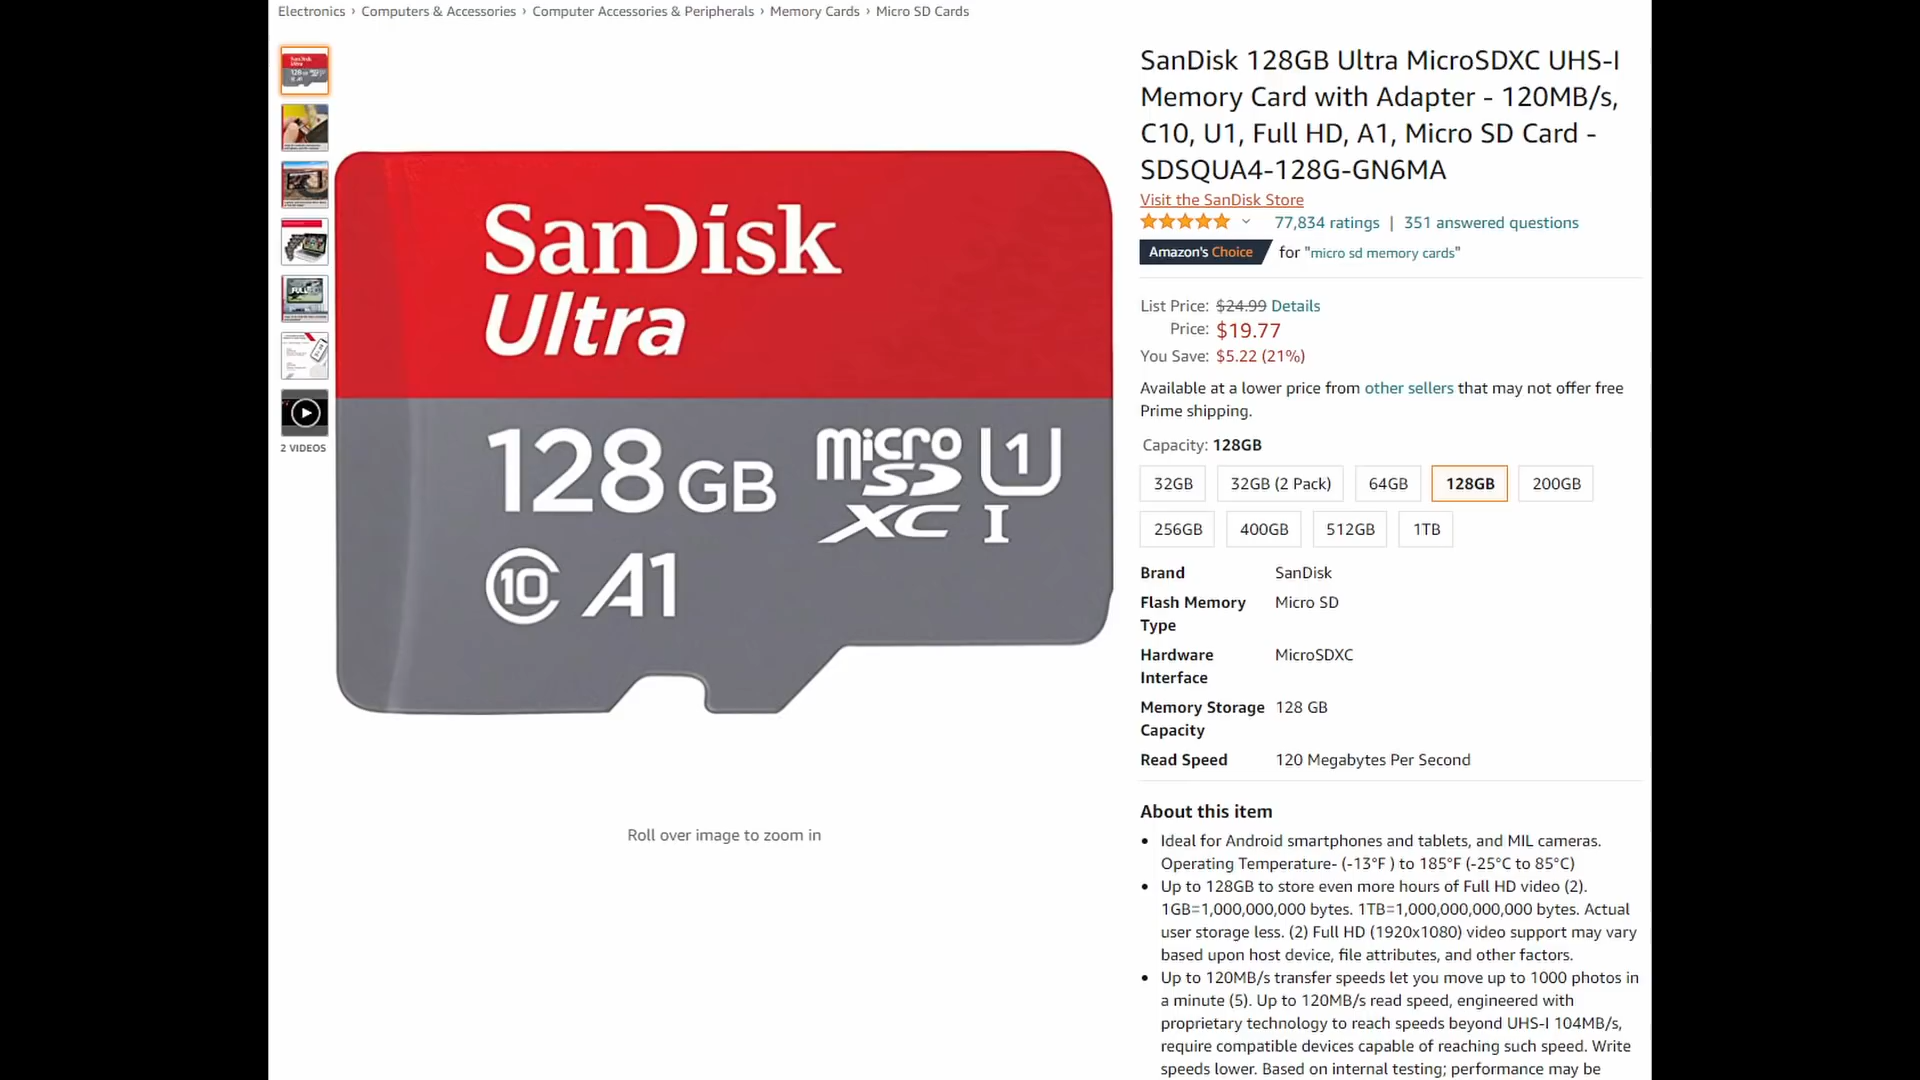 Electronics › Computers & Accessories › Computer Accessories & Peripherals › Memory Cards › Micro SD Cards
2 VIDEOS
SanDisk
Ultra
128 GB
micro SD XC
U1
I
10 A1
Roll over image to zoom in
SanDisk 128GB Ultra MicroSDXC UHS-I
Memory Card with Adapter - 120MB/s,
C10, U1, Full HD, A1, Micro SD Card -
SDSQUA4-128G-GN6MA
Visit the SanDisk Store
77,834 ratings | 351 answered questions
Amazon's Choice for "micro sd memory cards"
List Price: $24.99 Details
Price: $19.77
You Save: $5.22 (21%)
Available at a lower price from other sellers that may not offer free
Prime shipping.
Capacity: 128GB
32GB 32GB (2 Pack) 64GB 128GB 200GB
256GB 400GB 512GB 1TB
Brand SanDisk
Flash Memory Micro SD
Type
Hardware MicroSDXC
Interface
Memory Storage 128 GB
Capacity
Read Speed 120 Megabytes Per Second
About this item
• Ideal for Android smartphones and tablets, and MIL cameras.
Operating Temperature- (-13°F ) to 185°F (-25°C to 85°C)
• Up to 128GB to store even more hours of Full HD video (2).
1GB=1,000,000,000 bytes. 1TB=1,000,000,000,000 bytes. Actual
user storage less. (2) Full HD (1920x1080) video support may vary
based upon host device, file attributes, and other factors.
• Up to 120MB/s transfer speeds let you move up to 1000 photos in
a minute (5). Up to 120MB/s read speed, engineered with
proprietary technology to reach speeds beyond UHS-I 104MB/s,
require compatible devices capable of reaching such speed. Write
speeds lower. Based on internal testing; performance may be